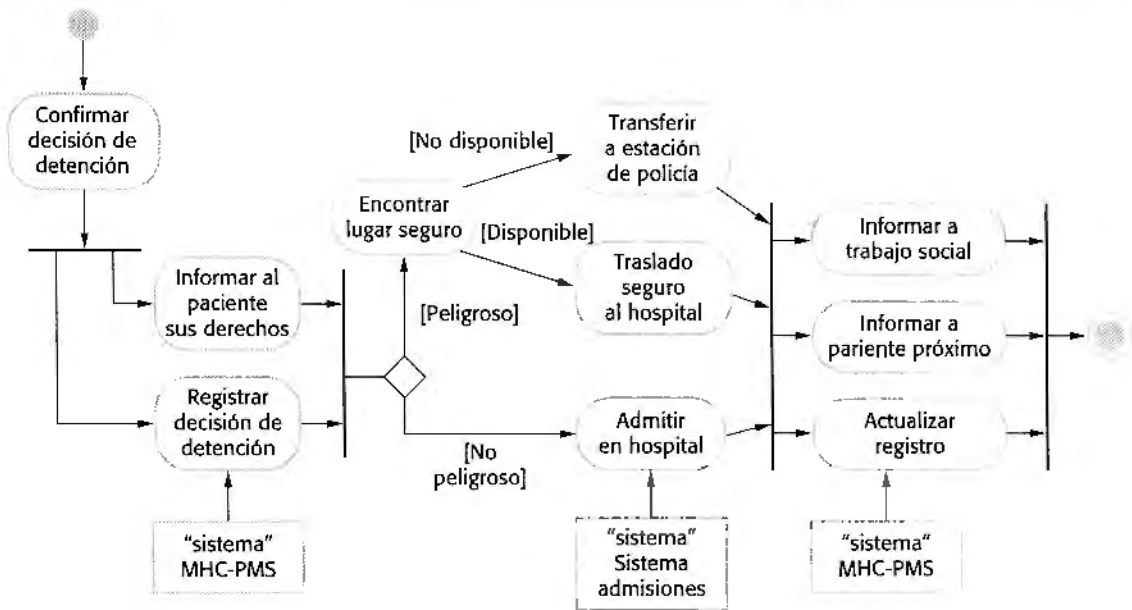 Confirmar
decisión de
detención
Informar al
paciente
sus derechos
Registrar
decisión de
detención
"sistema"
MHC-PMS
Encontrar
lugar seguro
[Peligroso]
[No
peligroso]
[No disponible]
[Disponible]
Transferir
a estación
de policía
Traslado
seguro
al hospital
Admitir
en hospital
"sistema"
Sistema
admisiones
Informar a
trabajo social
Informar a
pariente próximo
Actualizar
registro
"sistema"
MHC-PMS